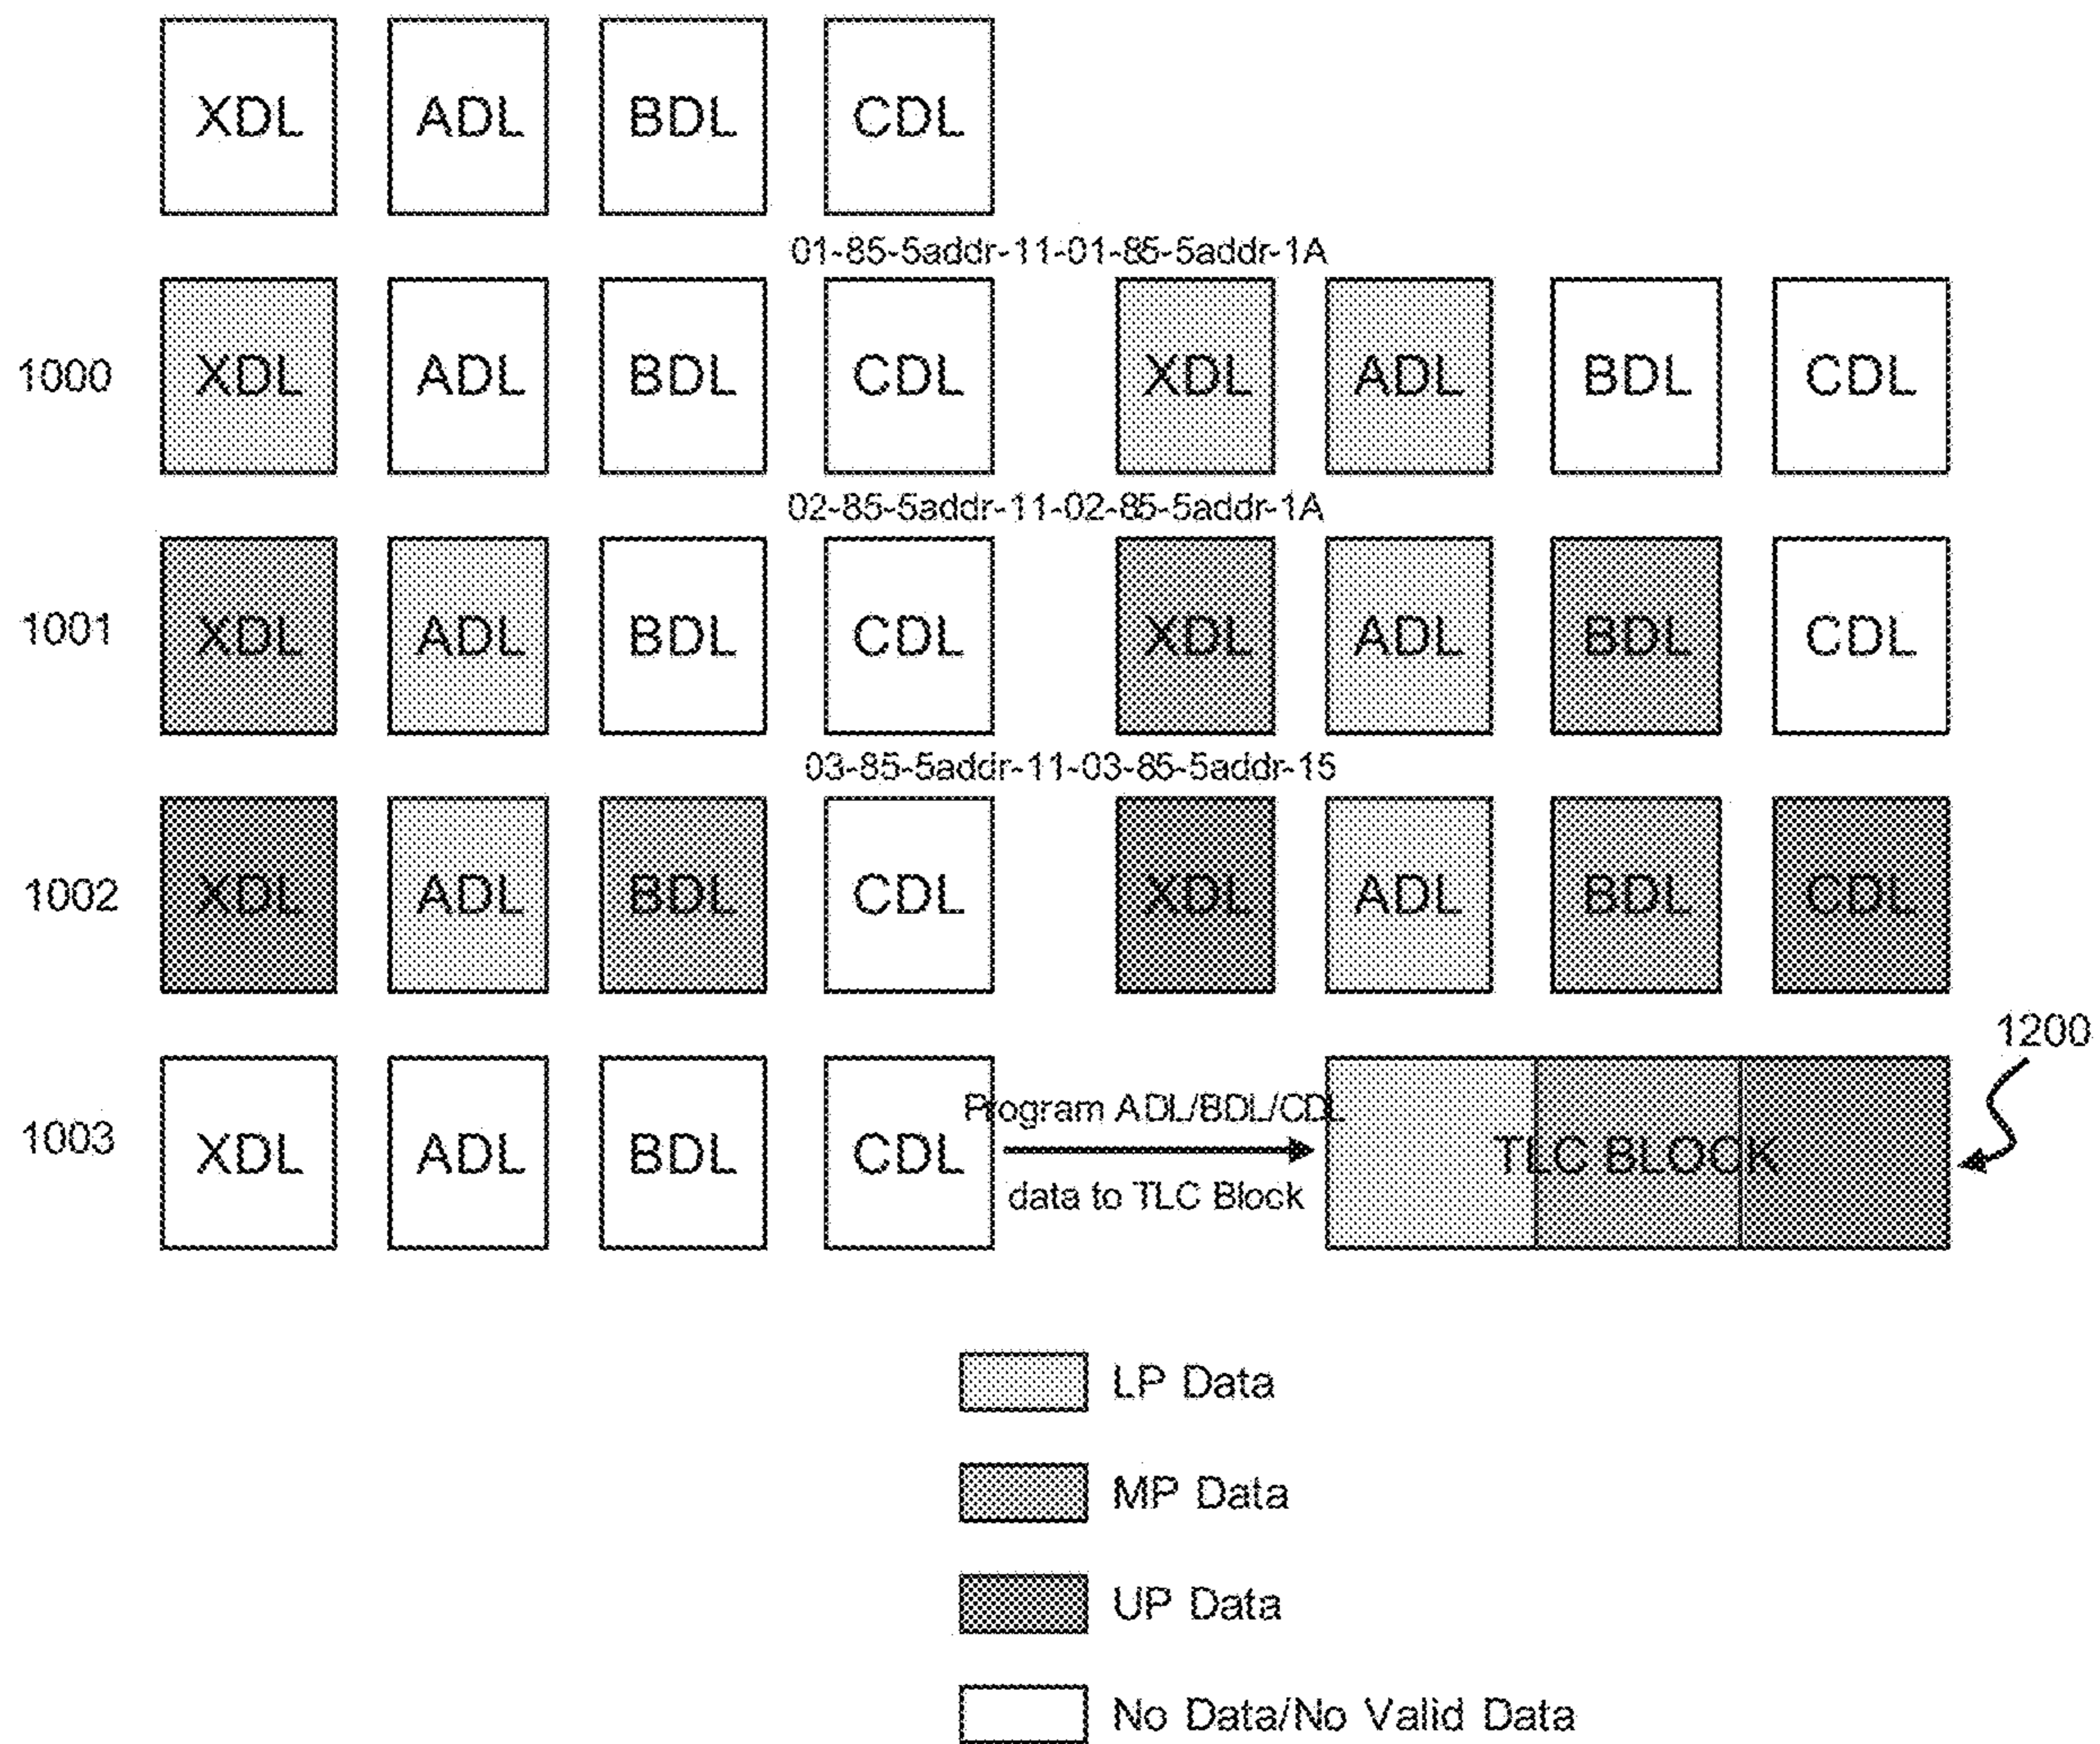 XDL ADL BDL CDL
01-85-5addr-11-01-85-5addr-1A
1000 XDL ADL BDL CDL XDL ADL BDL CDL
02-85-5addr-11-02-85-5addr-1A
1001 XDL ADL BDL CDL XDL ADL BDL CDL
03-85-5addr-11-03-85-5addr-15
1002 XDL ADL BDL CDL XDL ADL BDL CDL
1200
1003 XDL ADL BDL CDL Program ADL/BDL/CDL TLC BLOCK
data to TLC Block
LP Data
MP Data
UP Data
No Data/No Valid Data